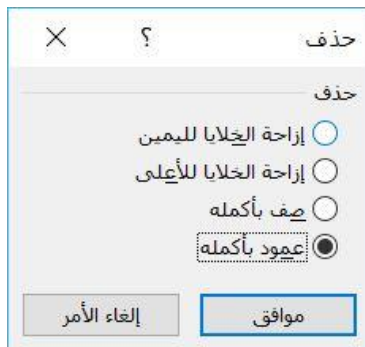 حذف ؟
حذف
إزاحة الخلايا لليمين
إزاحة الخلايا للأعلى
صف بأكمله
عمود بأكمله
موافق إلغاء الأمر